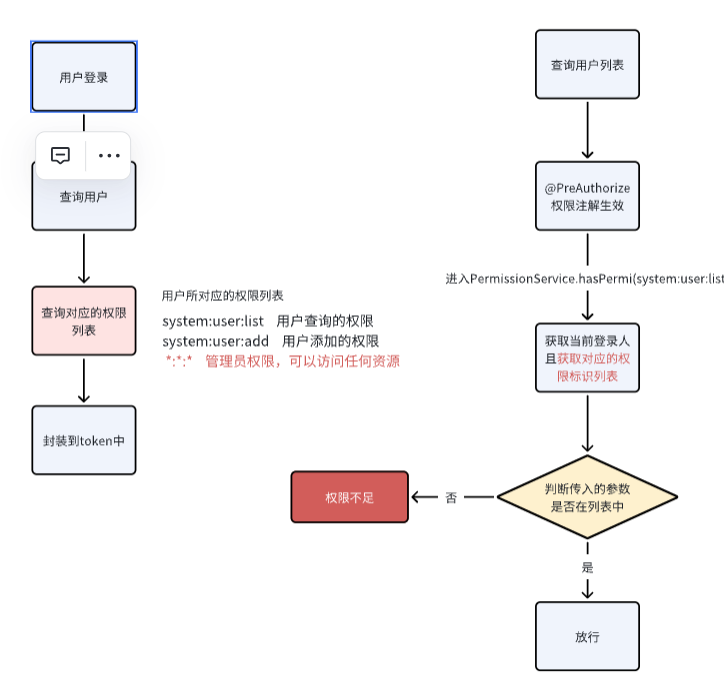 用户登录
查询用户
查询对应的权限
列表
封装到token中
用户所对应的权限列表
system:user:list 用户查询的权限
system:user:add 用户添加的权限
*:*:* 管理员权限，可以访问任何资源
查询用户列表
@PreAuthorize
权限注解生效
进入PermissionService.hasPermi(system:user:list
获取当前登录人
且获取对应的权
限标识列表
判断传入的参数
是否在列表中
否
权限不足
是
放行